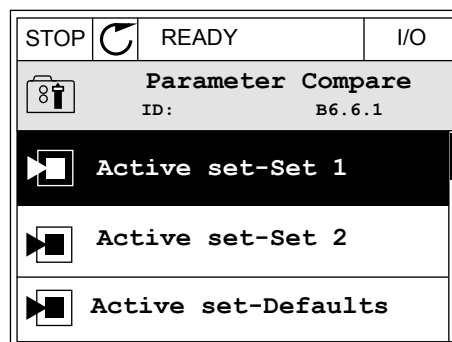 STOP READY I/O
Parameter Compare
ID: B6.6.1
Active set-Set 1
Active set-Set 2
Active set-Defaults